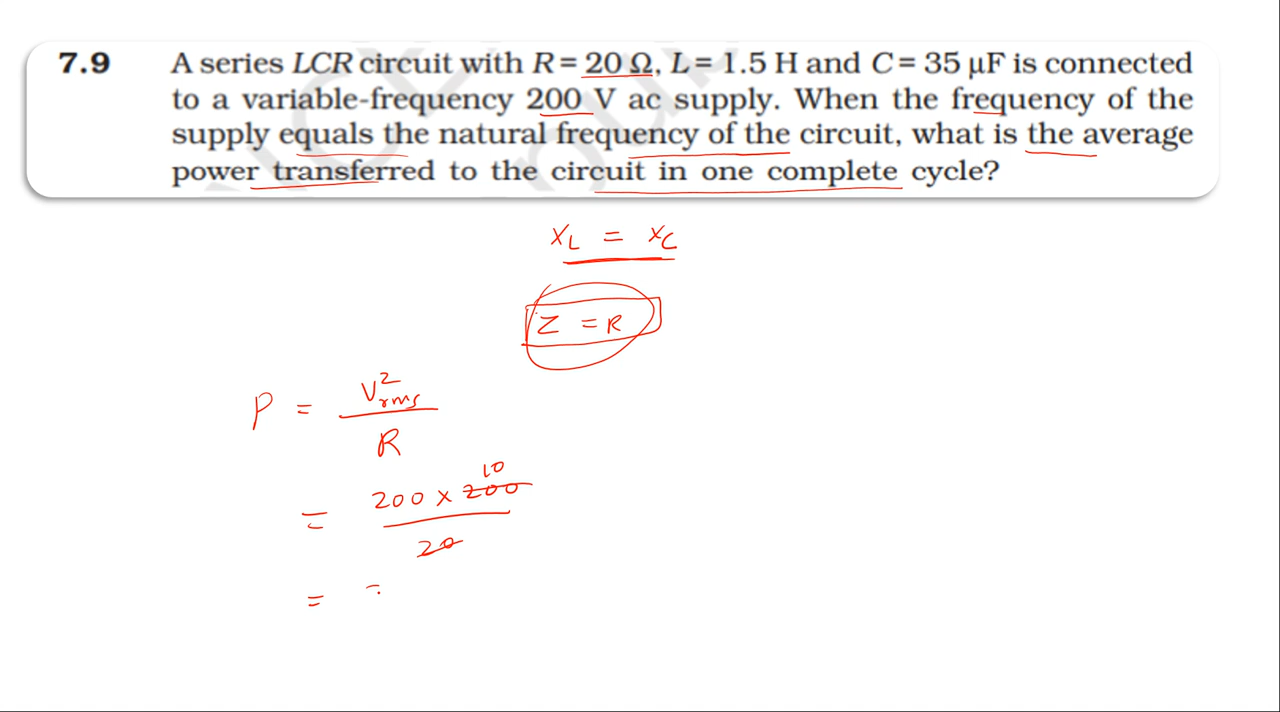 7.9 A series LCR circuit with R = 20 Ω, L = 1.5 H and C = 35 μF is connected
to a variable-frequency 200 V ac supply. When the frequency of the
supply equals the natural frequency of the circuit, what is the average
power transferred to the circuit in one complete cycle?
X_L = X_C
Z = R
P = V²rms / R
= 200 × 200 / 20
10
=